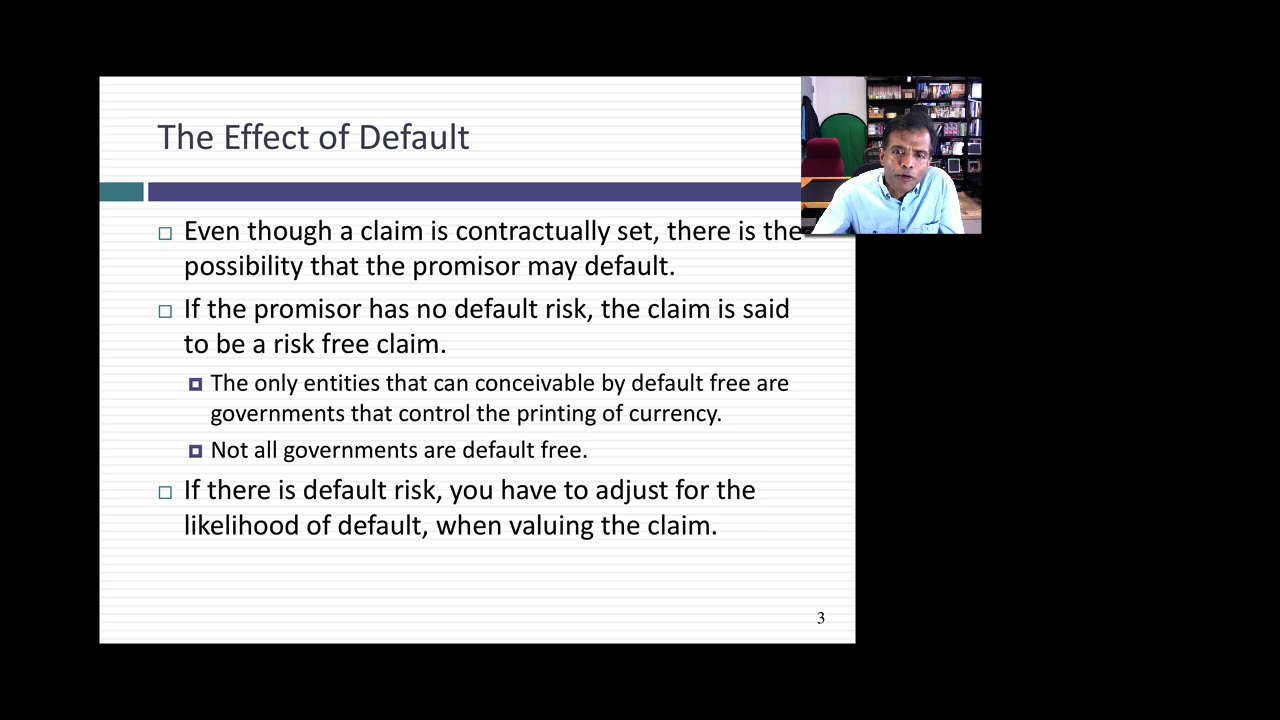 The Effect of Default
Even though a claim is contractually set, there is the
possibility that the promisor may default.
If the promisor has no default risk, the claim is said
to be a risk free claim.
The only entities that can conceivable by default free are
governments that control the printing of currency.
Not all governments are default free.
If there is default risk, you have to adjust for the
likelihood of default, when valuing the claim.
3